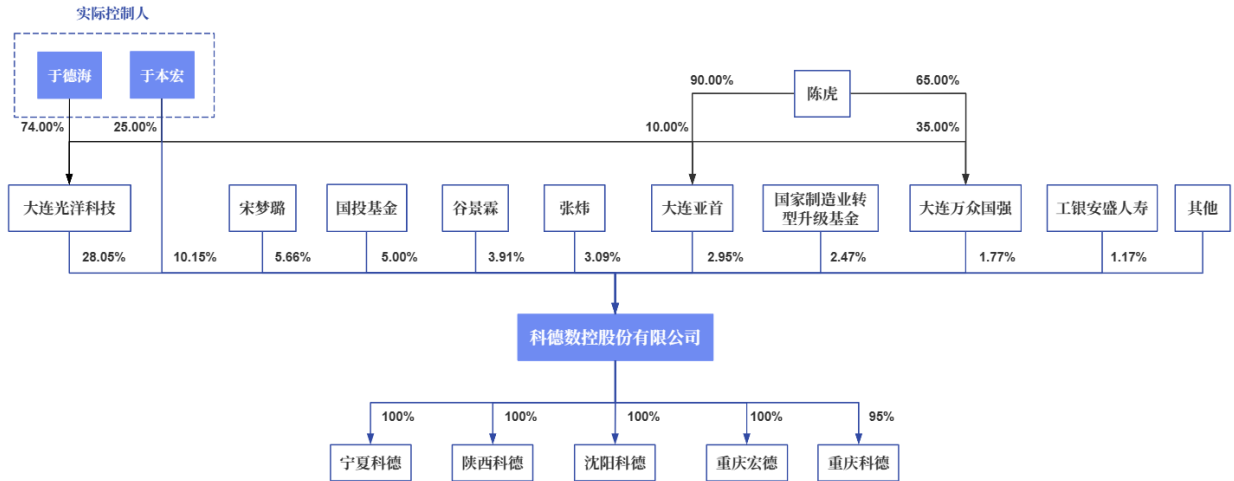 实际控制人
于德海
于本宏
陈虎
90.00%
65.00%
74.00%
25.00%
10.00%
35.00%
大连光洋科技
宋梦璐
国投基金
谷景霖
张炜
大连亚首
国家制造业转
型升级基金
大连万众国强
工银安盛人寿
其他
28.05%
10.15%
5.66%
5.00%
3.91%
3.09%
2.95%
2.47%
1.77%
1.17%
科德数控股份有限公司
100%
100%
100%
100%
95%
宁夏科德
陕西科德
沈阳科德
重庆宏德
重庆科德